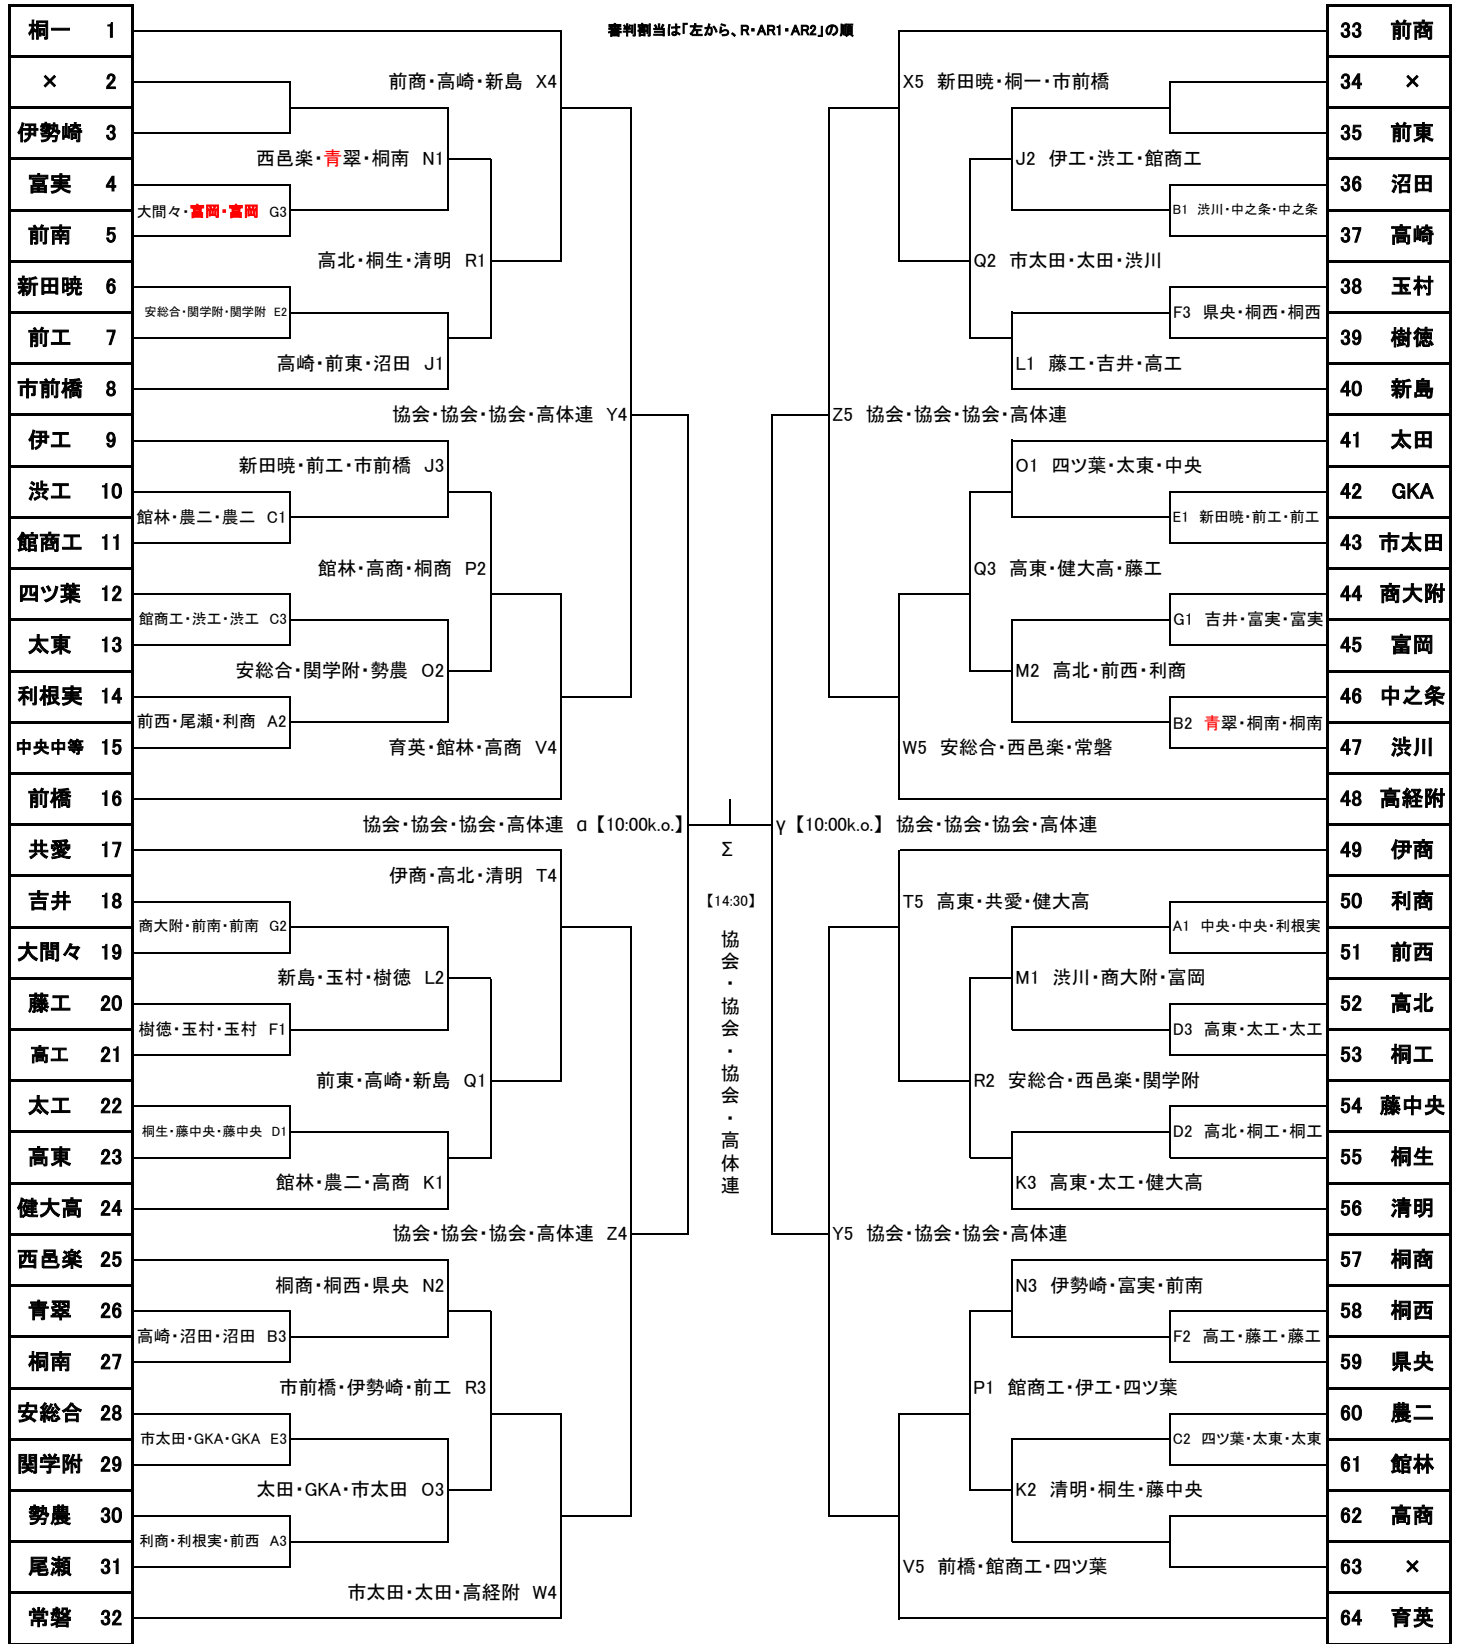 審判割当は「左から、R・AR1・AR2」の順
桐一 1
× 2
伊勢崎 3
富実 4
前南 5
新田暁 6
前工 7
市前橋 8
伊工 9
渋工 10
館商工 11
四ツ葉 12
太東 13
利根実 14
中央中等 15
前橋 16
共愛 17
吉井 18
大間々 19
藤工 20
高工 21
太工 22
高東 23
健大高 24
西邑楽 25
青翠 26
桐南 27
安総合 28
関学附 29
勢農 30
尾瀬 31
常磐 32
前商・高崎・新島 X4
西邑楽・青翠・桐南 N1
大間々・富岡・富岡 G3
高北・桐生・清明 R1
安総合・関学附・関学附 E2
高崎・前東・沼田 J1
協会・協会・協会・高体連 Y4
新田暁・前工・市前橋 J3
館林・農二・農二 C1
館林・高商・桐商 P2
館商工・渋工・渋工 C3
安総合・関学附・勢農 O2
前西・尾瀬・利商 A2
育英・館林・高商 V4
協会・協会・協会・高体連 α【10:00k.o.】
伊商・高北・清明 T4
商大附・前南・前南 G2
新島・玉村・樹徳 L2
樹徳・玉村・玉村 F1
前東・高崎・新島 Q1
桐生・藤中央・藤中央 D1
館林・農二・高商 K1
協会・協会・協会・高体連 Z4
桐商・桐西・県央 N2
高崎・沼田・沼田 B3
市前橋・伊勢崎・前工 R3
市太田・GKA・GKA E3
太田・GKA・市太田 O3
利商・利根実・前西 A3
市太田・太田・高経附 W4
Σ
【14:30】
協会・協会・協会・高体連
X5 新田暁・桐一・市前橋
J2 伊工・渋工・館商工
B1 渋川・中之条・中之条
Q2 市太田・太田・渋川
F3 県央・桐西・桐西
L1 藤工・吉井・高工
Z5 協会・協会・協会・高体連
O1 四ツ葉・太東・中央
E1 新田暁・前工・前工
Q3 高東・健大高・藤工
G1 吉井・富実・富実
M2 高北・前西・利商
B2 青翠・桐南・桐南
W5 安総合・西邑楽・常磐
γ【10:00k.o.】 協会・協会・協会・高体連
T5 高東・共愛・健大高
A1 中央・中央・利根実
M1 渋川・商大附・富岡
D3 高東・太工・太工
R2 安総合・西邑楽・関学附
D2 高北・桐工・桐工
K3 高東・太工・健大高
Y5 協会・協会・協会・高体連
N3 伊勢崎・富実・前南
F2 高工・藤工・藤工
P1 館商工・伊工・四ツ葉
C2 四ツ葉・太東・太東
K2 清明・桐生・藤中央
V5 前橋・館商工・四ツ葉
33 前商
34 ×
35 前東
36 沼田
37 高崎
38 玉村
39 樹徳
40 新島
41 太田
42 GKA
43 市太田
44 商大附
45 富岡
46 中之条
47 渋川
48 高経附
49 伊商
50 利商
51 前西
52 高北
53 桐工
54 藤中央
55 桐生
56 清明
57 桐商
58 桐西
59 県央
60 農二
61 館林
62 高商
63 ×
64 育英